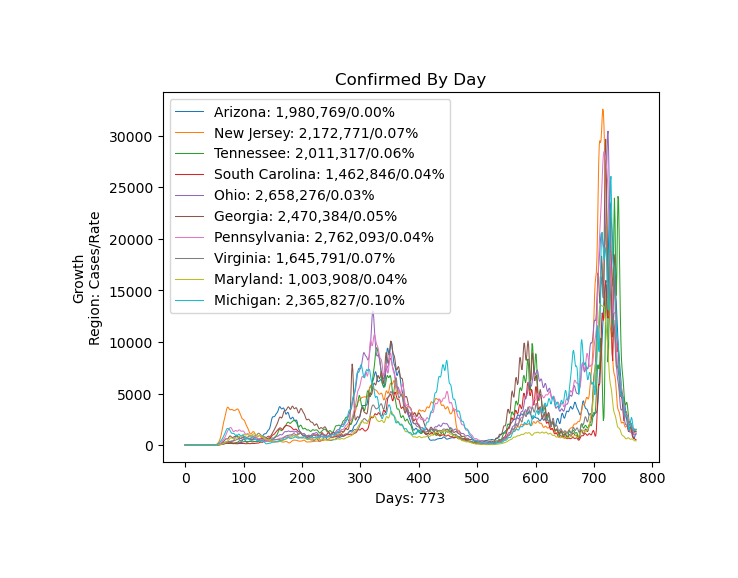 Confirmed By Day
Arizona: 1,980,769/0.00%
New Jersey: 2,172,771/0.07%
Tennessee: 2,011,317/0.06%
South Carolina: 1,462,846/0.04%
Ohio: 2,658,276/0.03%
Georgia: 2,470,384/0.05%
Pennsylvania: 2,762,093/0.04%
Virginia: 1,645,791/0.07%
Maryland: 1,003,908/0.04%
Michigan: 2,365,827/0.10%
Growth
Region: Cases/Rate
30000
25000
20000
15000
10000
5000
0
0 100 200 300 400 500 600 700 800
Days: 773